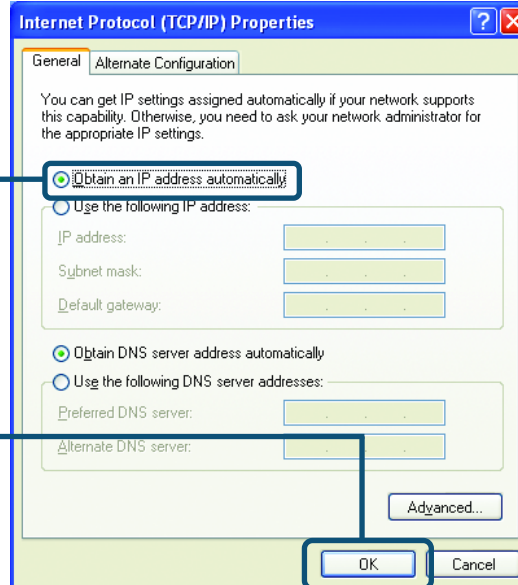 Internet Protocol (TCP/IP) Properties
General
Alternate Configuration
You can get IP settings assigned automatically if your network supports
this capability. Otherwise, you need to ask your network administrator for
the appropriate IP settings.
Obtain an IP address automatically
Use the following IP address:
IP address:
Subnet mask:
Default gateway:
Obtain DNS server address automatically
Use the following DNS server addresses:
Preferred DNS server:
Alternate DNS server:
Advanced...
OK
Cancel